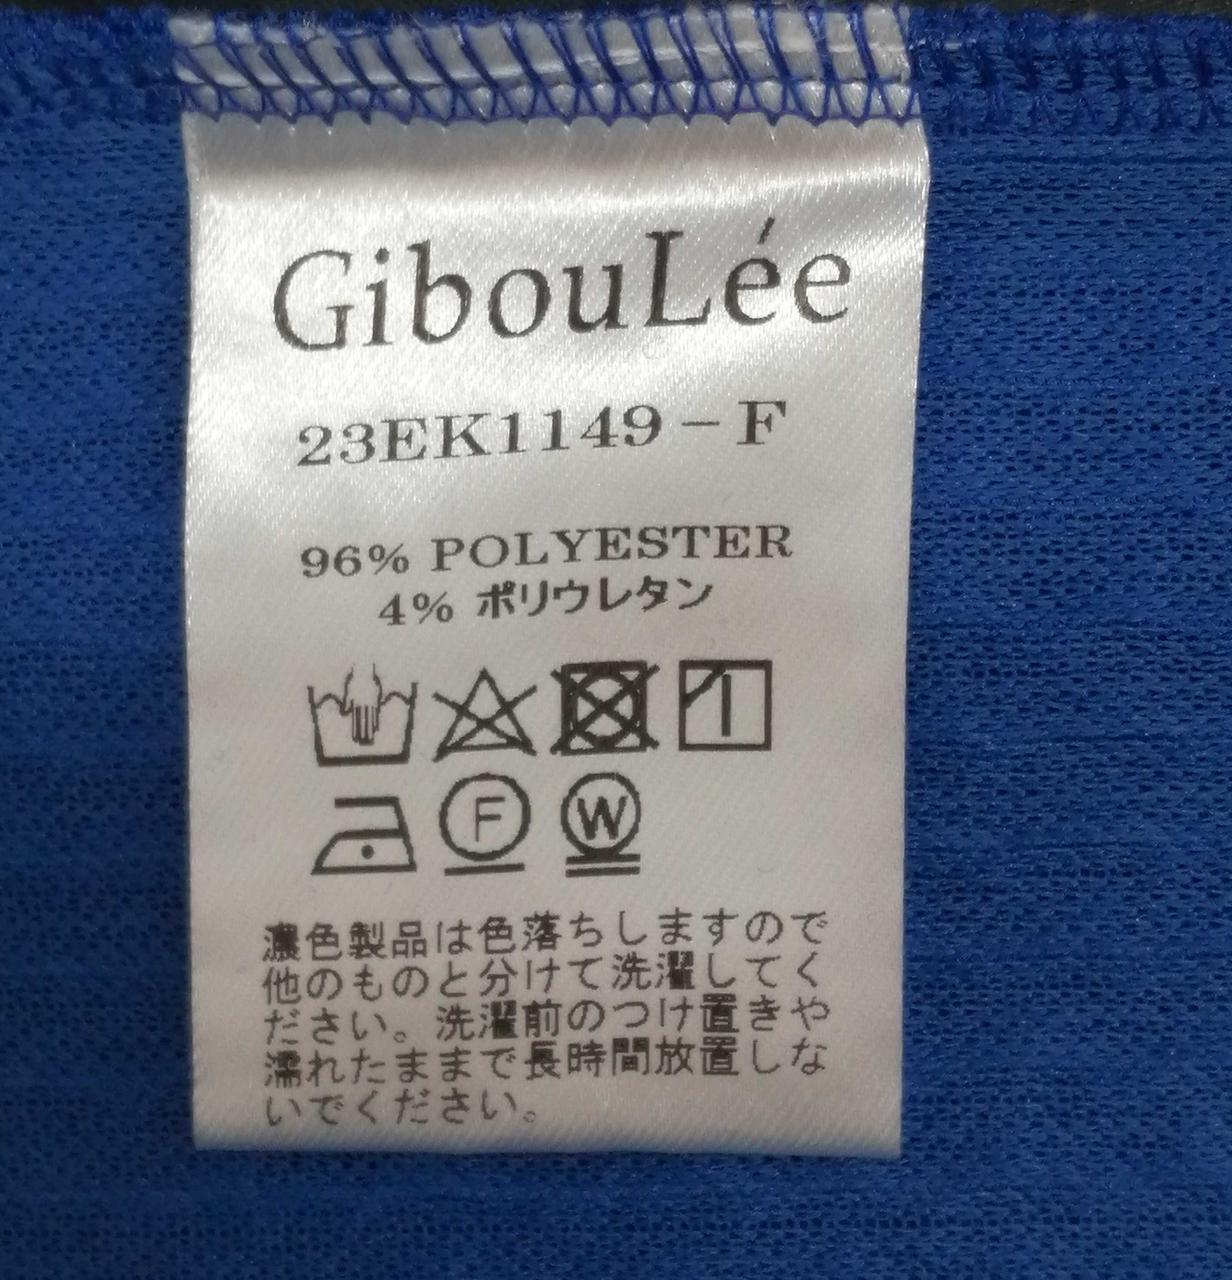 GibouLée
23EK1149-F
96% POLYESTER
4% ポリウレタン
F W
濃色製品は色落ちしますので
他のものと分けて洗濯してく
ださい。洗濯前のつけ置きや
濡れたままで長時間放置しな
いでください。